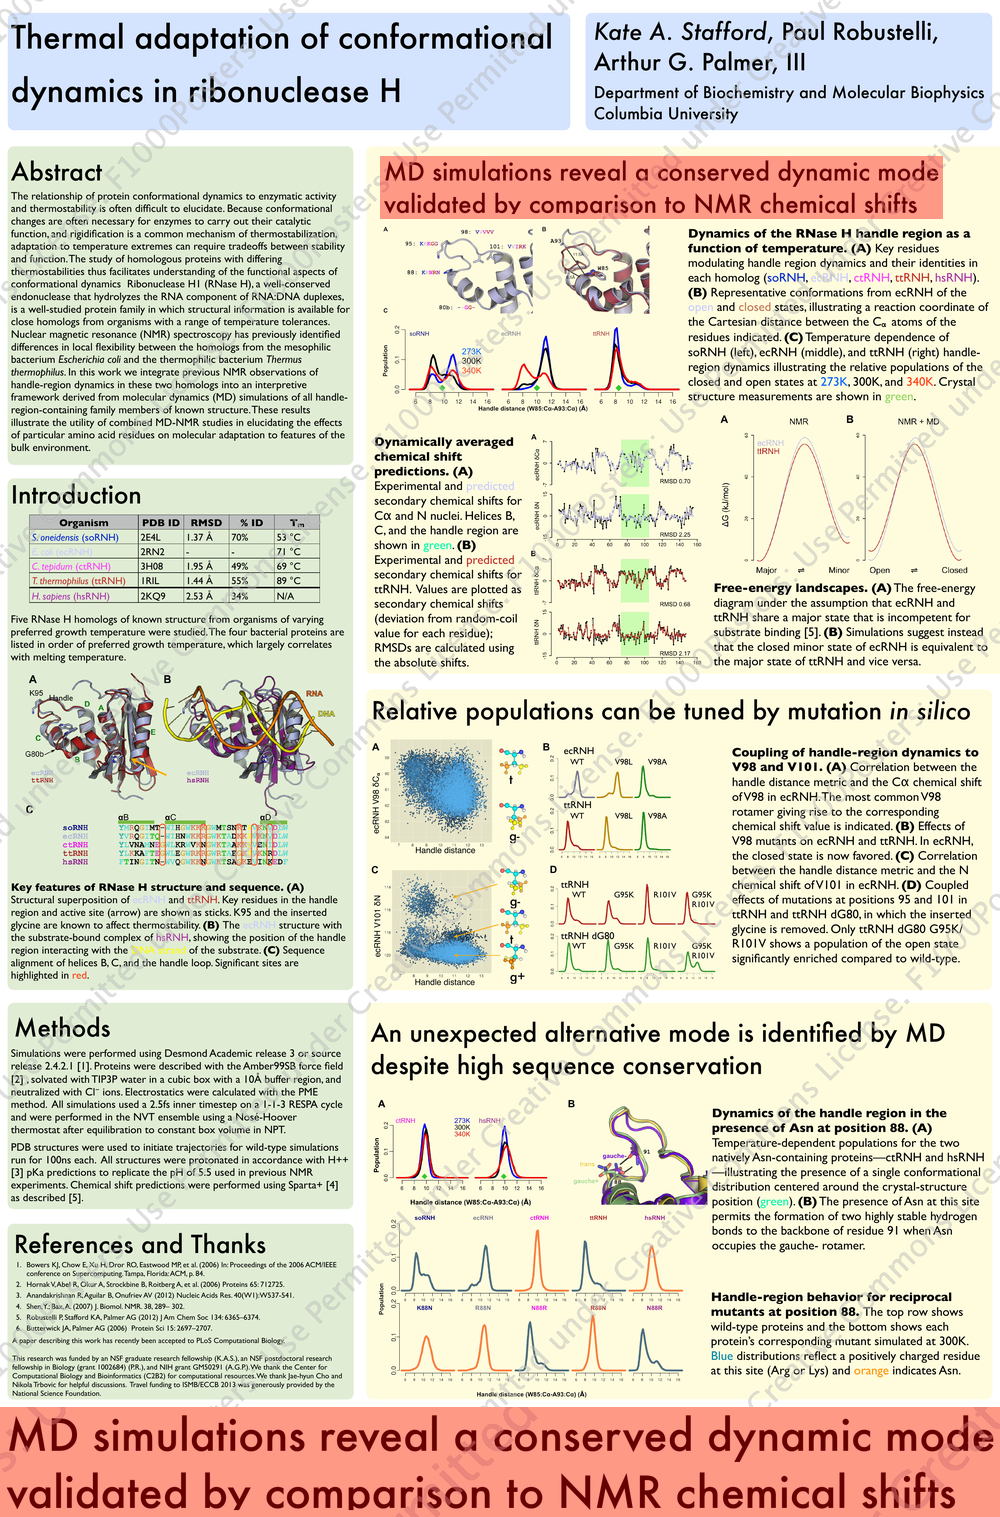 Thermal adaptation of conformational
dynamics in ribonuclease H
Kate A. Stafford, Paul Robustelli,
Arthur G. Palmer, III
Department of Biochemistry and Molecular Biophysics
Columbia University
Abstract
The relationship of protein conformational dynamics to enzymatic activity
and thermostability is often difficult to elucidate. Because conformational
changes are often necessary for enzymes to carry out their catalytic
function, and rigidification is a common mechanism of thermostabilization,
adaptation to temperature extremes can require tradeoffs between stability
and function. The study of homologous proteins with differing
thermostabilities thus facilitates understanding of the functional aspects of
conformational dynamics  Ribonuclease H1 (RNase H), a well-conserved
endonuclease that hydrolyzes the RNA component of RNA:DNA duplexes,
is a well-studied protein family in which structural information is available for
close homologs from organisms with a range of temperature tolerances.
Nuclear magnetic resonance (NMR) spectroscopy has previously identified
differences in local flexibility between the homologs from the mesophilic
bacterium Escherichia coli and the thermophilic bacterium Thermus
thermophilus. In this work we integrate previous NMR observations of
handle-region dynamics in these two homologs into an interpretive
framework derived from molecular dynamics (MD) simulations of all handle-
region-containing family members of known structure. These results
illustrate the utility of combined MD-NMR studies in elucidating the effects
of particular amino acid residues on molecular adaptation to features of the
bulk environment.
Introduction
Organism PDB ID RMSD % ID Tm
S. oneidensis (soRNH) 2E4L 1.37 Å 70% 53 °C
E. coli (ecRNH) 2RN2 - - 71 °C
C. tepidum (ctRNH) 3H08 1.95 Å 49% 69 °C
T. thermophilus (ttRNH) 1RIL 1.44 Å 55% 89 °C
H. sapiens (hsRNH) 2KQ9 2.53 Å 34% N/A
Five RNase H homologs of known structure from organisms of varying
preferred growth temperature were studied. The four bacterial proteins are
listed in order of preferred growth temperature, which largely correlates
with melting temperature.
A B
K95 Handle
G80b
RNA
DNA
ecRNH
ttRNH
ecRNH
hsRNH
C
αB αC αD
soRNH
ecRNH
ctRNH
ttRNH
hsRNH
Key features of RNase H structure and sequence. (A)
Structural superposition of ecRNH and ttRNH. Key residues in the handle
region and active site (arrow) are shown as sticks. K95 and the inserted
glycine are known to affect thermostability. (B) The ecRNH structure with
the substrate-bound complex of hsRNH, showing the position of the handle
region interacting with the DNA strand of the substrate. (C) Sequence
alignment of helices B, C, and the handle loop. Significant sites are
highlighted in red.
Methods
Simulations were performed using Desmond Academic release 3 or source
release 2.4.2.1 [1]. Proteins were described with the Amber99SB force field
[2] , solvated with TIP3P water in a cubic box with a 10Å buffer region, and
neutralized with Cl⁻ ions. Electrostatics were calculated with the PME
method. All simulations used a 2.5fs inner timestep on a 1-1-3 RESPA cycle
and were performed in the NVT ensemble using a Nosé-Hoover
thermostat after equilibration to constant box volume in NPT.
PDB structures were used to initiate trajectories for wild-type simulations
run for 100ns each. All structures were protonated in accordance with H++
[3] pKa predictions to replicate the pH of 5.5 used in previous NMR
experiments. Chemical shift predictions were performed using Sparta+ [4]
as described [5].
References and Thanks
1. Bowers KJ, Chow E, Xu H, Dror RO, Eastwood MP, et al. (2006) In: Proceedings of the 2006 ACM/IEEE
conference on Supercomputing. Tampa, Florida: ACM, p. 84.
2. Hornak V, Abel R, Okur A, Strockbine B, Roitberg A, et al. (2006) Proteins 65: 712725.
3. Anandakrishnan R, Aguilar B, Onufriev AV (2012) Nucleic Acids Res. 40(W1):W537-541.
4. Shen Y, Bax A. (2007) J. Biomol. NMR. 38, 289– 302.
5. Robustelli P, Stafford KA, Palmer AG (2012) J Am Chem Soc 134: 6365–6374.
6. Butterwick JA, Palmer AG (2006) Protein Sci 15: 2697–2707.
A paper describing this work has recently been accepted to PLoS Computational Biology.
This research was funded by an NSF graduate research fellowship (K.A.S.), an NSF postdoctoral research
fellowship in Biology (grant 1002684) (P.R.), and NIH grant GM50291 (A.G.P.). We thank the Center for
Computational Biology and Bioinformatics (C2B2) for computational resources. We thank Jae-hyun Cho and
Nikola Trbovic for helpful discussions. Travel funding to ISMB/ECCB 2013 was generously provided by the
National Science Foundation.
MD simulations reveal a conserved dynamic mode
validated by comparison to NMR chemical shifts
A B
98: VVVVV
95: KKRGG
101: VVIRK
88: KRNRN
80b: - -GG-
A93
W85
C
soRNH ecRNH ttRNH
273K
300K
340K
Population
Handle distance (W85:Cα-A93:Cα) (Å)
Dynamics of the RNase H handle region as a
function of temperature. (A) Key residues
modulating handle region dynamics and their identities in
each homolog (soRNH, ecRNH, ctRNH, ttRNH, hsRNH).
(B) Representative conformations from ecRNH of the
open and closed states, illustrating a reaction coordinate of
the Cartesian distance between the Cα atoms of the
residues indicated. (C) Temperature dependence of
soRNH (left), ecRNH (middle), and ttRNH (right) handle-
region dynamics illustrating the relative populations of the
closed and open states at 273K, 300K, and 340K. Crystal
structure measurements are shown in green.
Dynamically averaged
chemical shift
predictions. (A)
Experimental and predicted
secondary chemical shifts for
Cα and N nuclei. Helices B,
C, and the handle region are
shown in green. (B)
Experimental and predicted
secondary chemical shifts for
ttRNH. Values are plotted as
secondary chemical shifts
(deviation from random-coil
value for each residue);
RMSDs are calculated using
the absolute shifts.
A
ecRNH δCα
RMSD 0.70
ecRNH δN
RMSD 2.25
B
ttRNH δCα
RMSD 0.68
ttRNH δN
RMSD 2.17
0 20 40 60 80 100 120 140 160
A NMR B NMR + MD
ecRNH
ttRNH
ΔG (kJ/mol)
Major ⇌ Minor Open ⇌ Closed
Free-energy landscapes. (A) The free-energy
diagram under the assumption that ecRNH and
ttRNH share a major state that is incompetent for
substrate binding [5]. (B) Simulations suggest instead
that the closed minor state of ecRNH is equivalent to
the major state of ttRNH and vice versa.
Relative populations can be tuned by mutation in silico
A
ecRNH V98 δCα
Handle distance
t
g-
B
ecRNH
WT V98L V98A
ttRNH
WT V98L V98A
C
ecRNH V101 δN
Handle distance
g-
t
g+
D
ttRNH
WT G95K R101V G95K
R101V
ttRNH dG80
WT G95K R101V G95K
R101V
Coupling of handle-region dynamics to
V98 and V101. (A) Correlation between the
handle distance metric and the Cα chemical shift
of V98 in ecRNH. The most common V98
rotamer giving rise to the corresponding
chemical shift value is indicated. (B) Effects of
V98 mutants on ecRNH and ttRNH. In ecRNH,
the closed state is now favored. (C) Correlation
between the handle distance metric and the N
chemical shift of V101 in ecRNH. (D) Coupled
effects of mutations at positions 95 and 101 in
ttRNH and ttRNH dG80, in which the inserted
glycine is removed. Only ttRNH dG80 G95K/
R101V shows a population of the open state
significantly enriched compared to wild-type.
An unexpected alternative mode is identified by MD
despite high sequence conservation
A B
ctRNH hsRNH
273K
300K
340K
Population
Handle distance (W85:Cα-A93:Cα) (Å)
gauche-
trans
gauche+
91
Dynamics of the handle region in the
presence of Asn at position 88. (A)
Temperature-dependent populations for the two
natively Asn-containing proteins—ctRNH and hsRNH
—illustrating the presence of a single conformational
distribution centered around the crystal-structure
position (green). (B) The presence of Asn at this site
permits the formation of two highly stable hydrogen
bonds to the backbone of residue 91 when Asn
occupies the gauche- rotamer.
soRNH ecRNH ctRNH ttRNH hsRNH
K88N R88N N88R R88N N88R
Population
Handle distance (W85:Cα-A93:Cα) (Å)
Handle-region behavior for reciprocal
mutants at position 88. The top row shows
wild-type proteins and the bottom shows each
protein's corresponding mutant simulated at 300K.
Blue distributions reflect a positively charged residue
at this site (Arg or Lys) and orange indicates Asn.
MD simulations reveal a conserved dynamic mode
validated by comparison to NMR chemical shifts